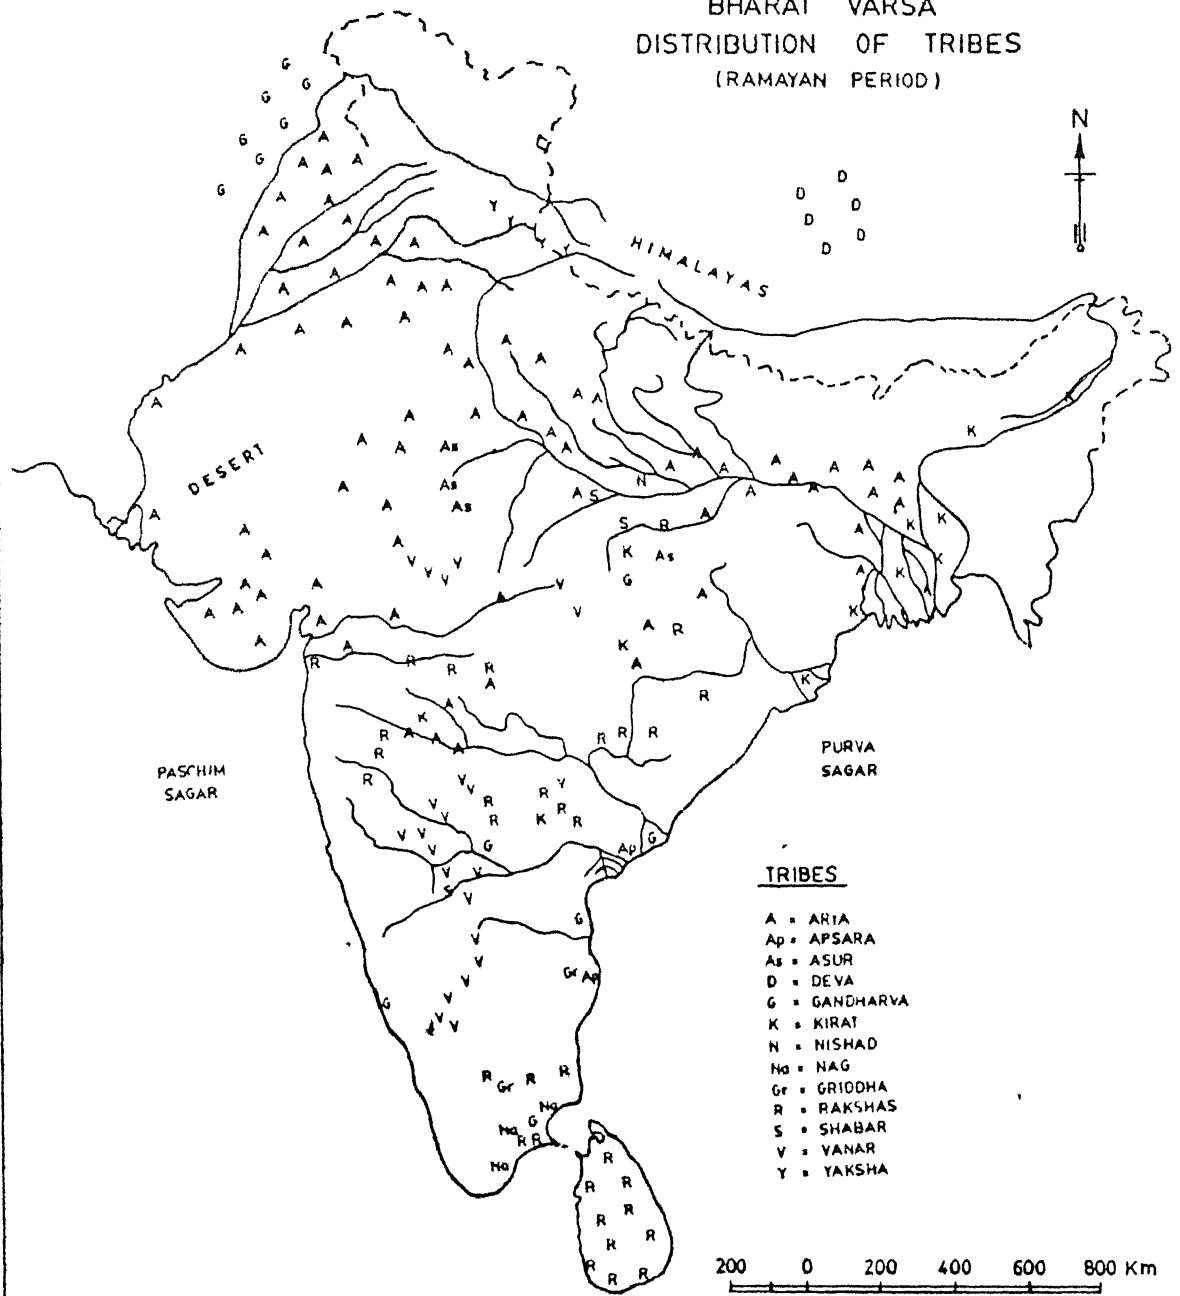 BHARAT VARSA
DISTRIBUTION OF TRIBES
(RAMAYAN PERIOD)
N
HIMALAYAS
DESERT
PASCHIM
SAGAR
PURVA
SAGAR
TRIBES
A = ARIA
Ap = APSARA
As = ASUR
D = DEVA
G = GANDHARVA
K = KIRAT
N = NISHAD
Na = NAG
Gr = GRIDDHA
R = RAKSHAS
S = SHABAR
V = VANAR
Y = YAKSHA
200 0 200 400 600 800 Km